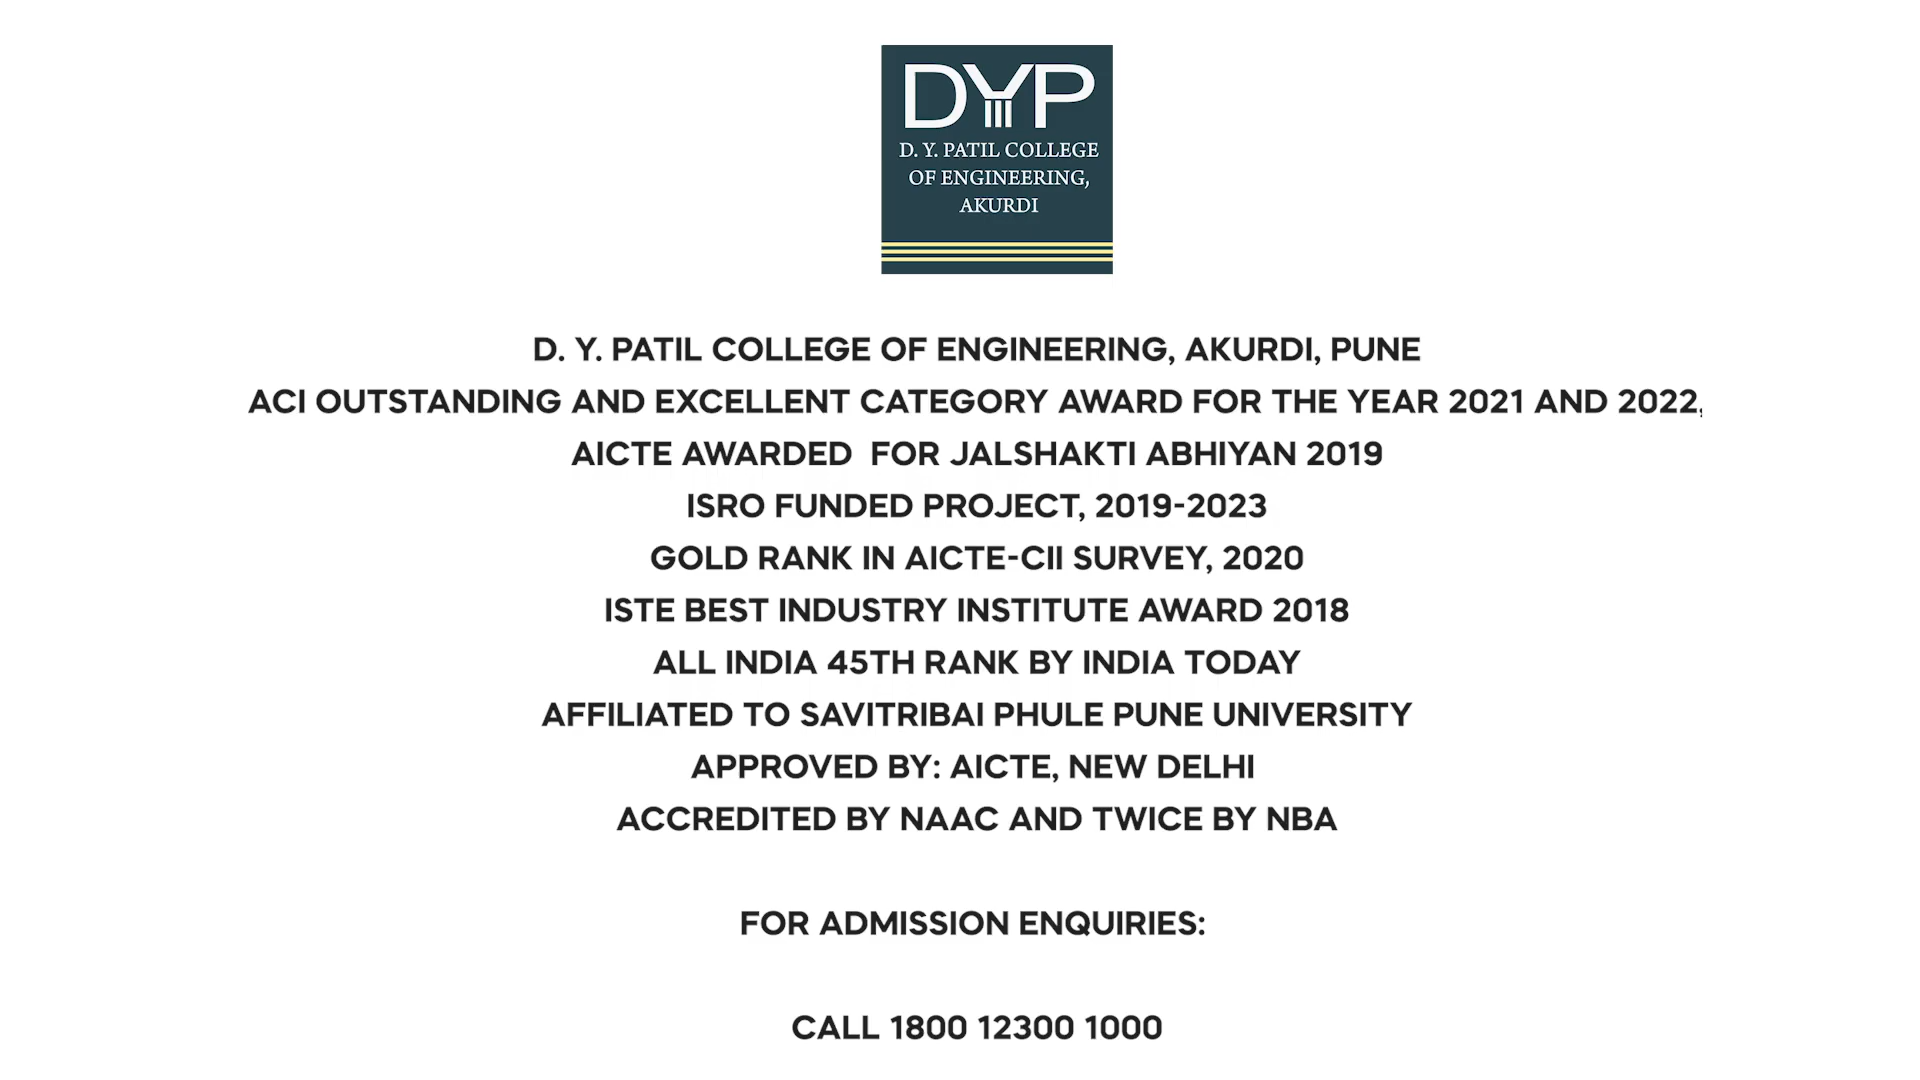 DYP
D. Y. PATIL COLLEGE
OF ENGINEERING,
AKURDI
D. Y. PATIL COLLEGE OF ENGINEERING, AKURDI, PUNE
ACI OUTSTANDING AND EXCELLENT CATEGORY AWARD FOR THE YEAR 2021 AND 2022,
AICTE AWARDED  FOR JALSHAKTI ABHIYAN 2019
ISRO FUNDED PROJECT, 2019-2023
GOLD RANK IN AICTE-CII SURVEY, 2020
ISTE BEST INDUSTRY INSTITUTE AWARD 2018
ALL INDIA 45TH RANK BY INDIA TODAY
AFFILIATED TO SAVITRIBAI PHULE PUNE UNIVERSITY
APPROVED BY: AICTE, NEW DELHI
ACCREDITED BY NAAC AND TWICE BY NBA
FOR ADMISSION ENQUIRIES:
CALL 1800 12300 1000